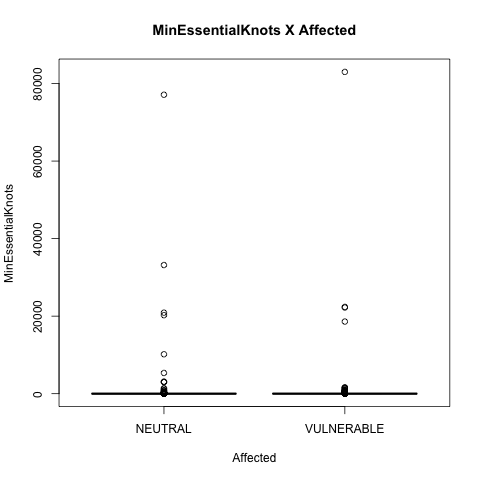 MinEssentialKnots X Affected
MinEssentialKnots
80000
60000
40000
20000
0
NEUTRAL
VULNERABLE
Affected